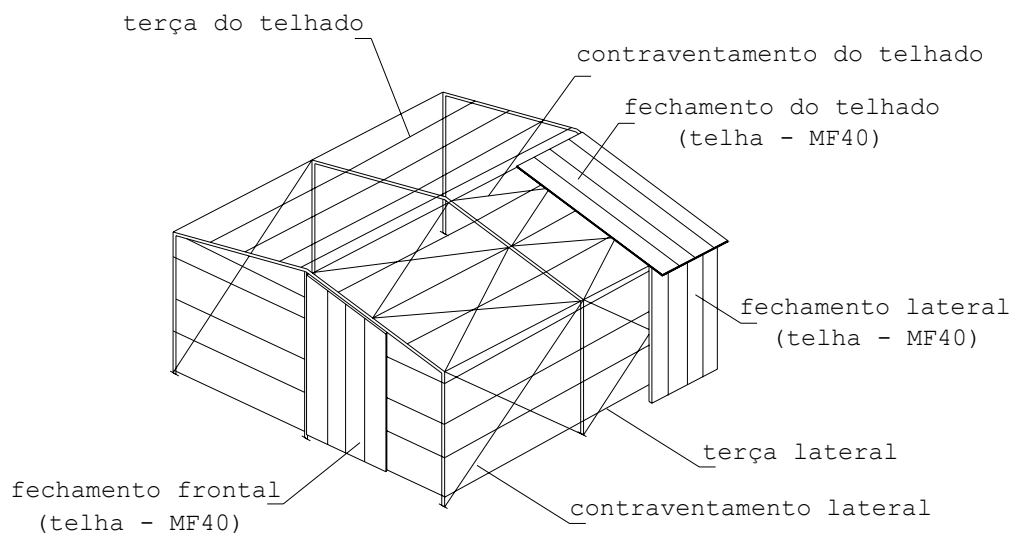 terça do telhado
contraventamento do telhado
fechamento do telhado
(telha - MF40)
fechamento lateral
(telha - MF40)
terça lateral
fechamento frontal
(telha - MF40)
contraventamento lateral